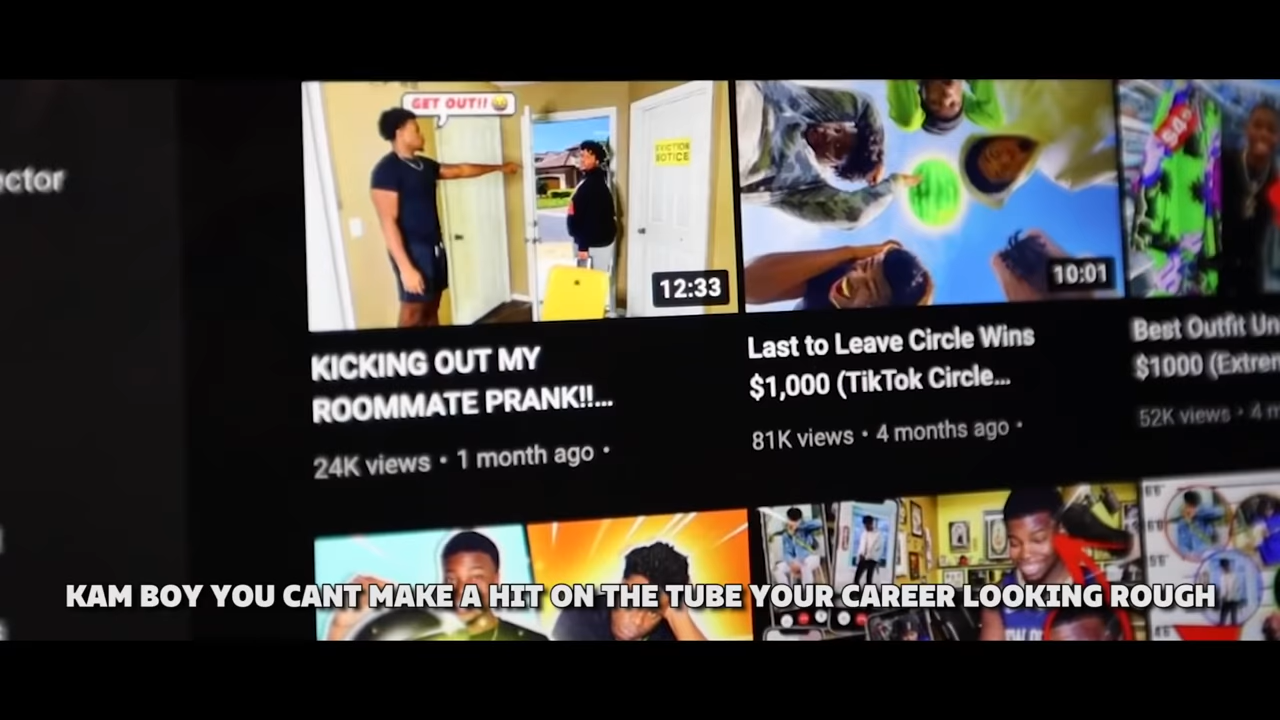 ector
GET OUT!!
EVICTION
NOTICE
12:33
10:01
KICKING OUT MY
ROOMMATE PRANK!!...
24K views • 1 month ago •
Last to Leave Circle Wins
$1,000 (TikTok Circle...
81K views • 4 months ago •
Best Outfit Un
$1000 (Extrem
52K views • 4 m
KAM BOY YOU CANT MAKE A HIT ON THE TUBE YOUR CAREER LOOKING ROUGH